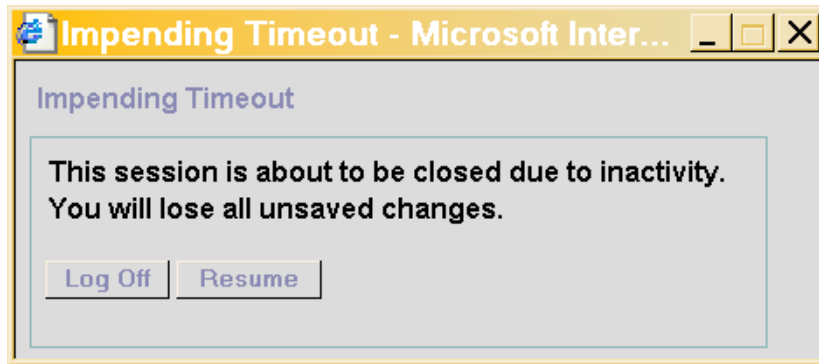 Impending Timeout - Microsoft Inter...
Impending Timeout
This session is about to be closed due to inactivity.
You will lose all unsaved changes.
Log Off Resume